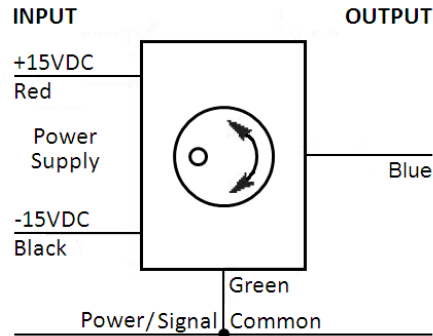 INPUT
OUTPUT
+15VDC
Red
Power
Supply
Blue
-15VDC
Black
Green
Power/Signal Common